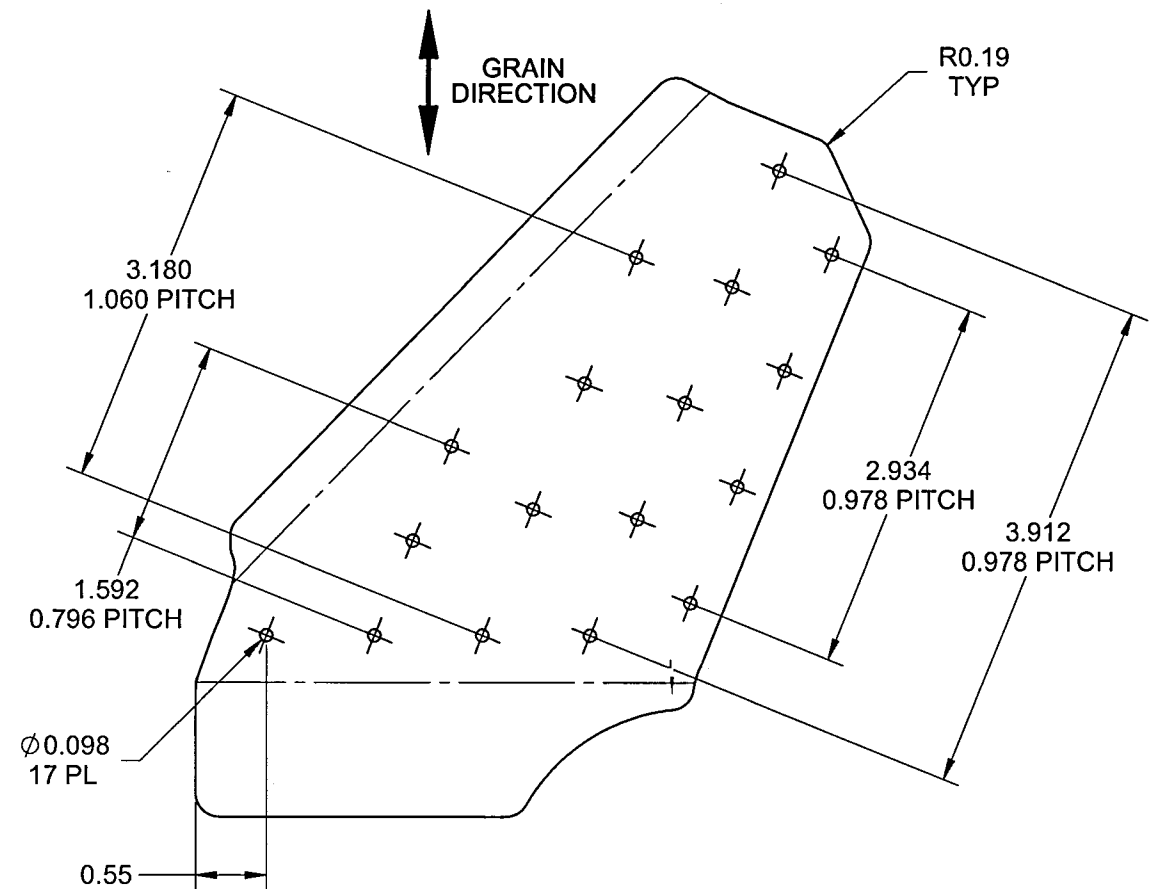 GRAIN
DIRECTION
R0.19
TYP
3.180
1.060 PITCH
1.592
0.796 PITCH
2.934
0.978 PITCH
3.912
0.978 PITCH
∅0.098
17 PL
0.55